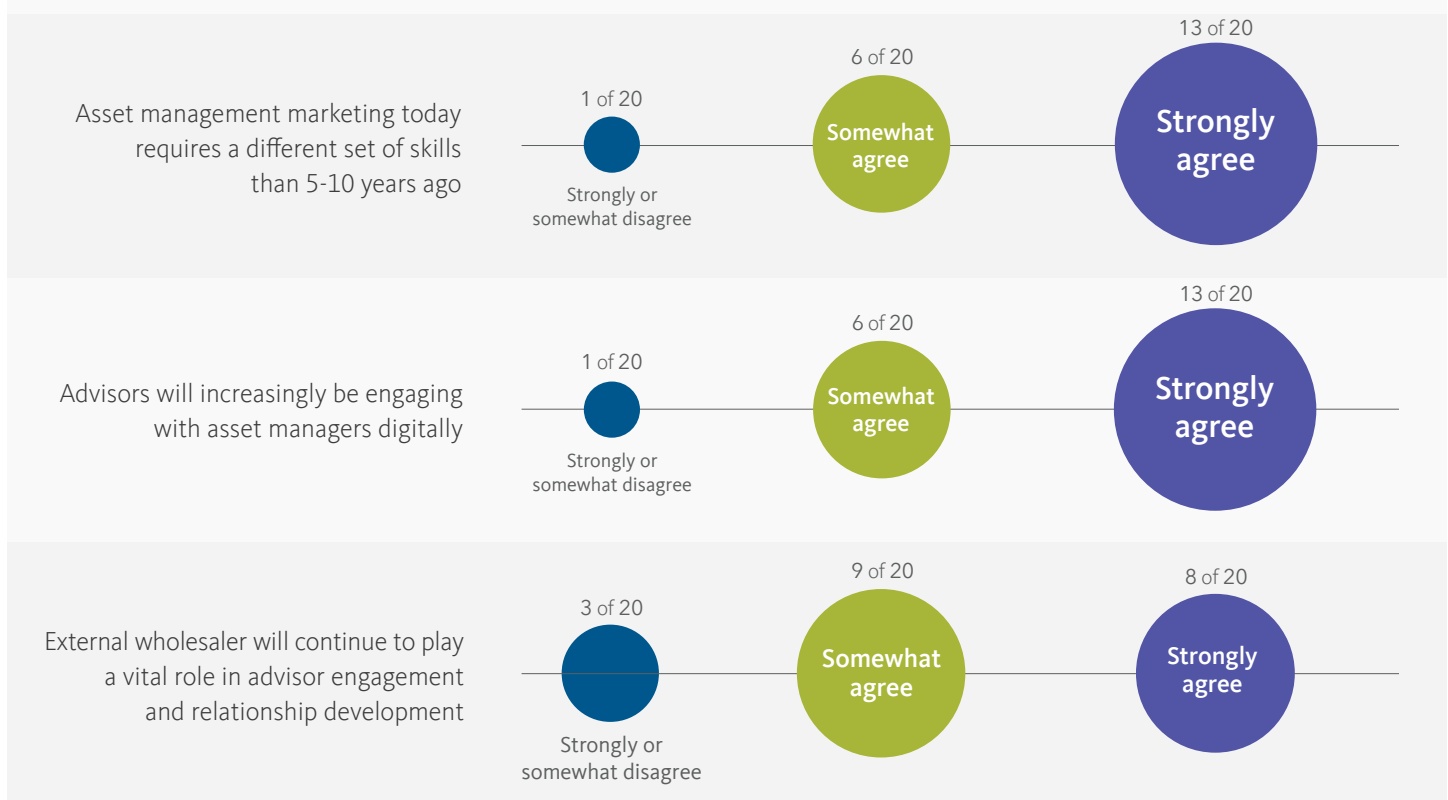 Asset management marketing today
requires a different set of skills
than 5-10 years ago
1 of 20
Strongly or
somewhat disagree
6 of 20
Somewhat
agree
13 of 20
Strongly
agree
Advisors will increasingly be engaging
with asset managers digitally
1 of 20
Strongly or
somewhat disagree
6 of 20
Somewhat
agree
13 of 20
Strongly
agree
External wholesaler will continue to play
a vital role in advisor engagement
and relationship development
3 of 20
Strongly or
somewhat disagree
9 of 20
Somewhat
agree
8 of 20
Strongly
agree